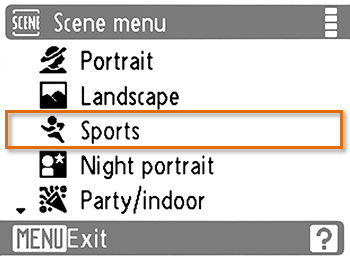 SCENE Scene menu
Portrait
Landscape
Sports
Night portrait
Party/indoor
MENU Exit ?